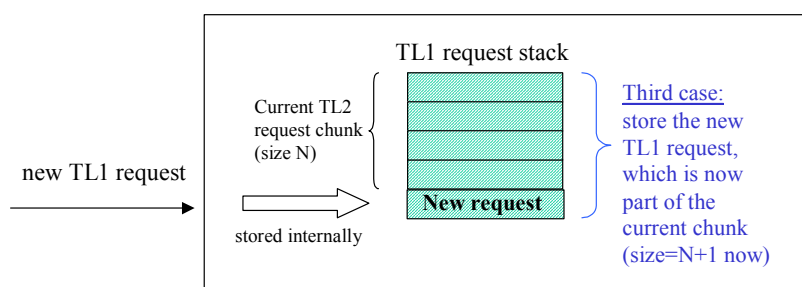 TL1 request stack
Current TL2
request chunk
(size N)
new TL1 request
New request
stored internally
Third case:
store the new
TL1 request,
which is now
part of the
current chunk
(size=N+1 now)